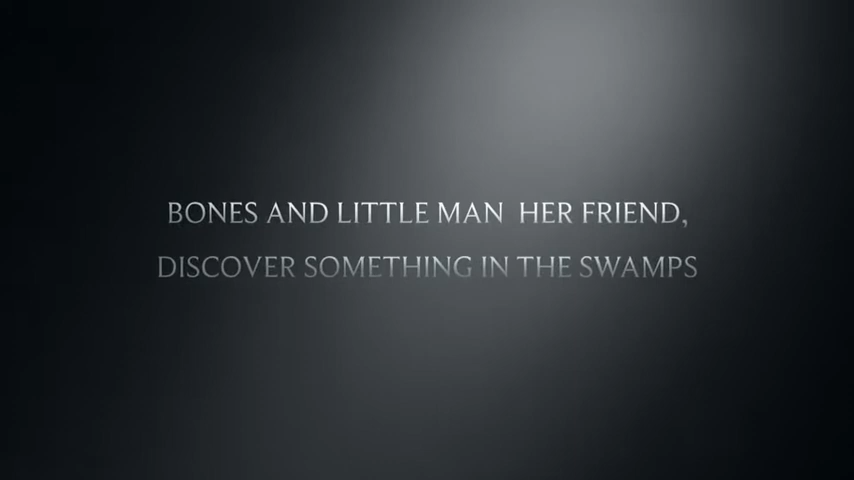 BONES AND LITTLE MAN  HER FRIEND,
DISCOVER SOMETHING IN THE SWAMPS